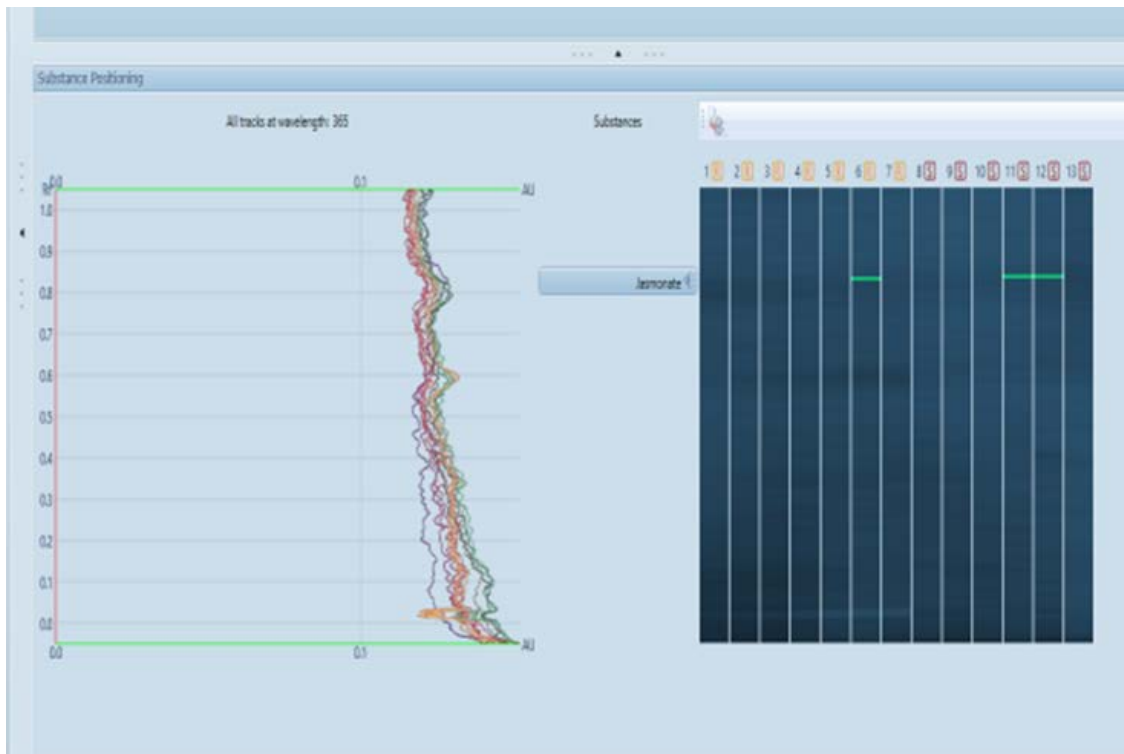 Substance Positioning
All tracks at wavelength: 365
Substances
1 2 3 4 5 6 7 8 S 9 S 10 S 11 S 12 S 13 S
0.0 0.1 AU
1.0
0.9
0.8
Jasmonate
0.7
0.6
0.5
0.4
0.3
0.2
0.1
0.0
0.0 0.1 AU